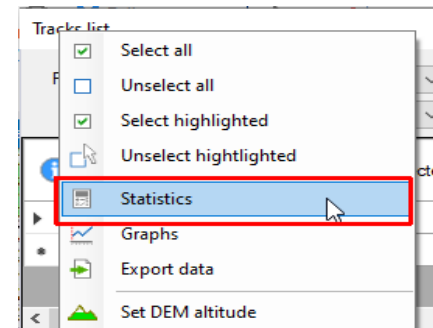 Tracks list
Select all
Unselect all
Select highlighted
Unselect hightlighted
Statistics
Graphs
Export data
Set DEM altitude